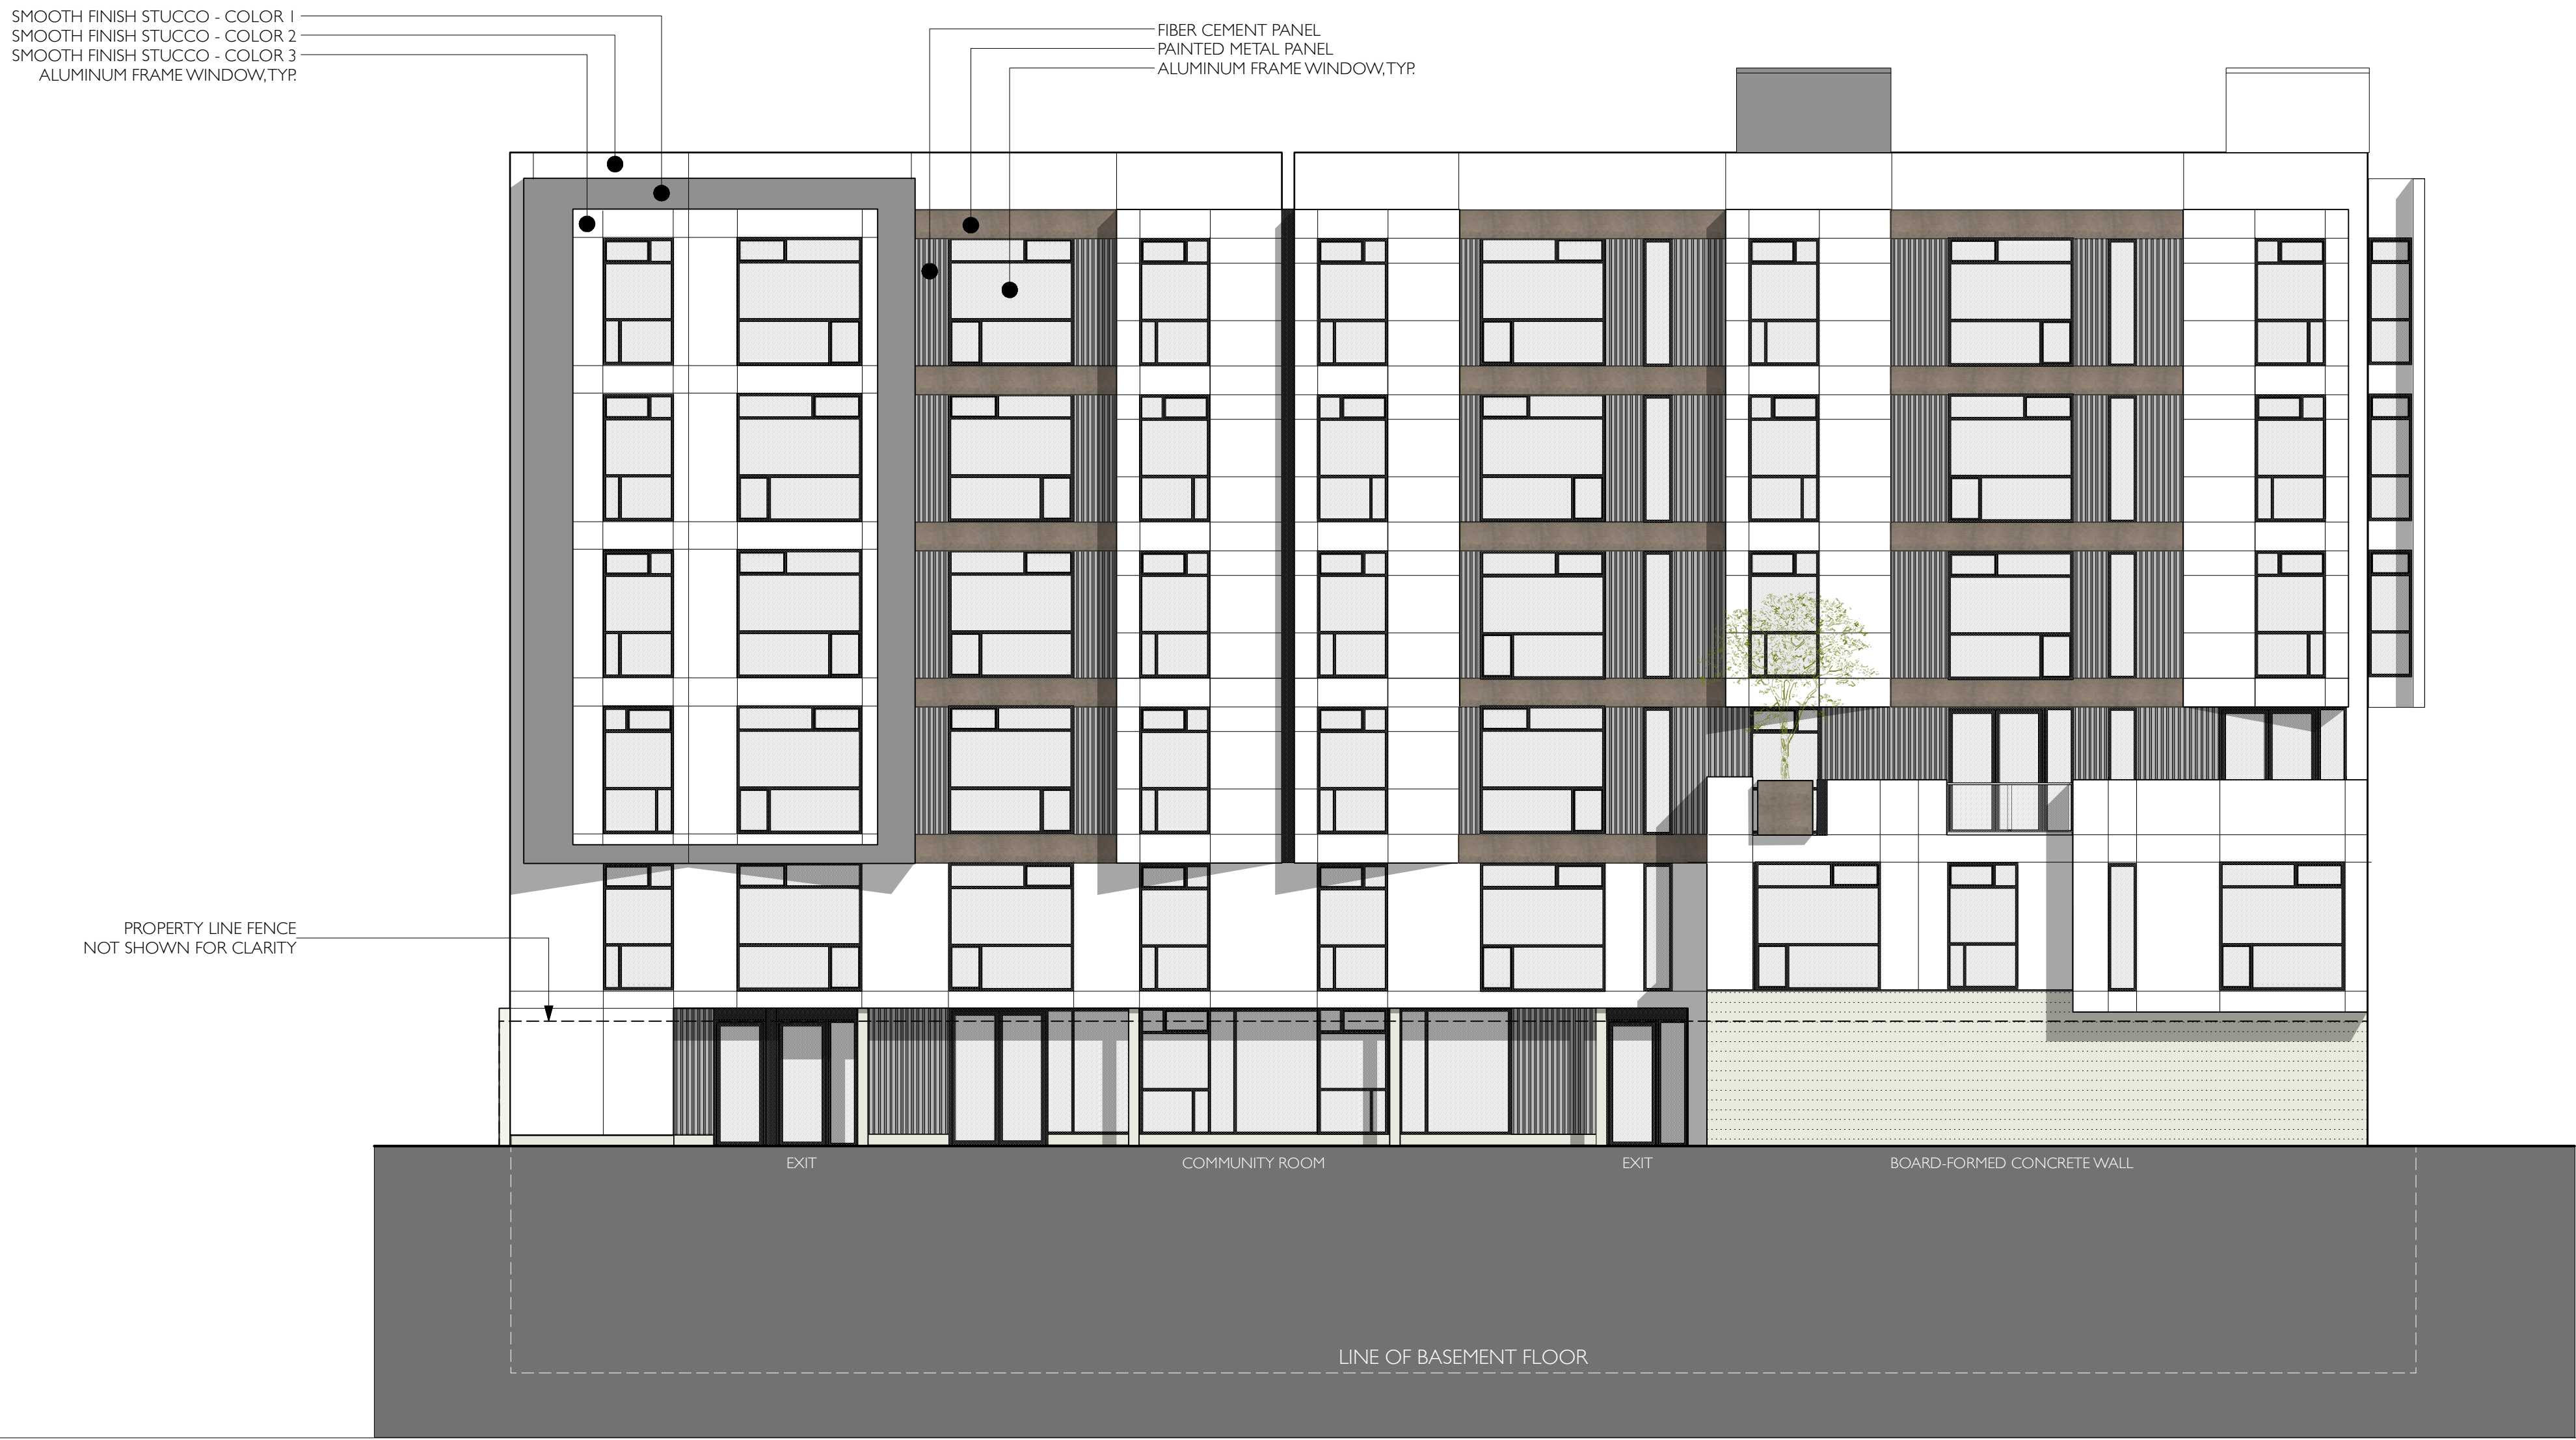 SMOOTH FINISH STUCCO - COLOR 1
SMOOTH FINISH STUCCO - COLOR 2
SMOOTH FINISH STUCCO - COLOR 3
ALUMINUM FRAME WINDOW, TYP.
FIBER CEMENT PANEL
PAINTED METAL PANEL
ALUMINUM FRAME WINDOW, TYP.
PROPERTY LINE FENCE
NOT SHOWN FOR CLARITY
EXIT
COMMUNITY ROOM
EXIT
BOARD-FORMED CONCRETE WALL
LINE OF BASEMENT FLOOR